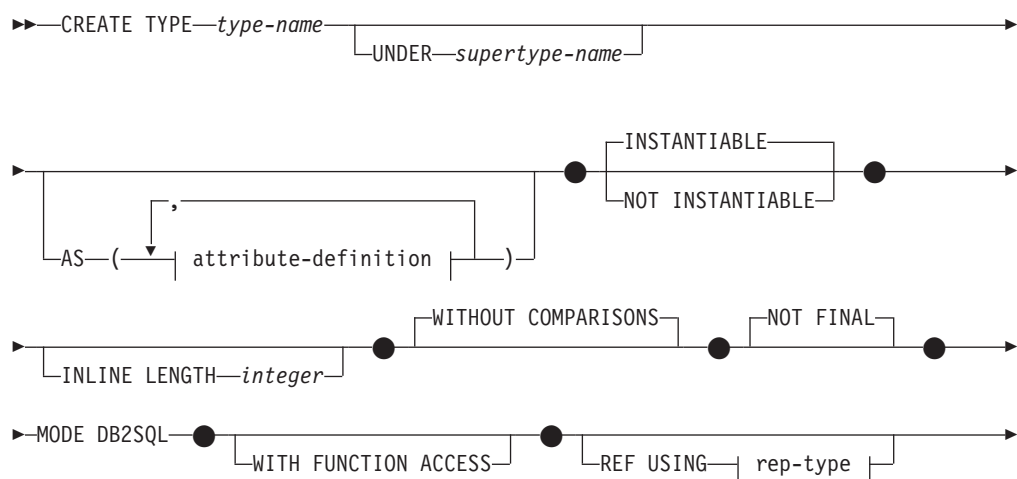 CREATE TYPE type-name
UNDER supertype-name
INSTANTIABLE
NOT INSTANTIABLE
,
AS ( attribute-definition )
WITHOUT COMPARISONS NOT FINAL
INLINE LENGTH integer
MODE DB2SQL
WITH FUNCTION ACCESS REF USING rep-type